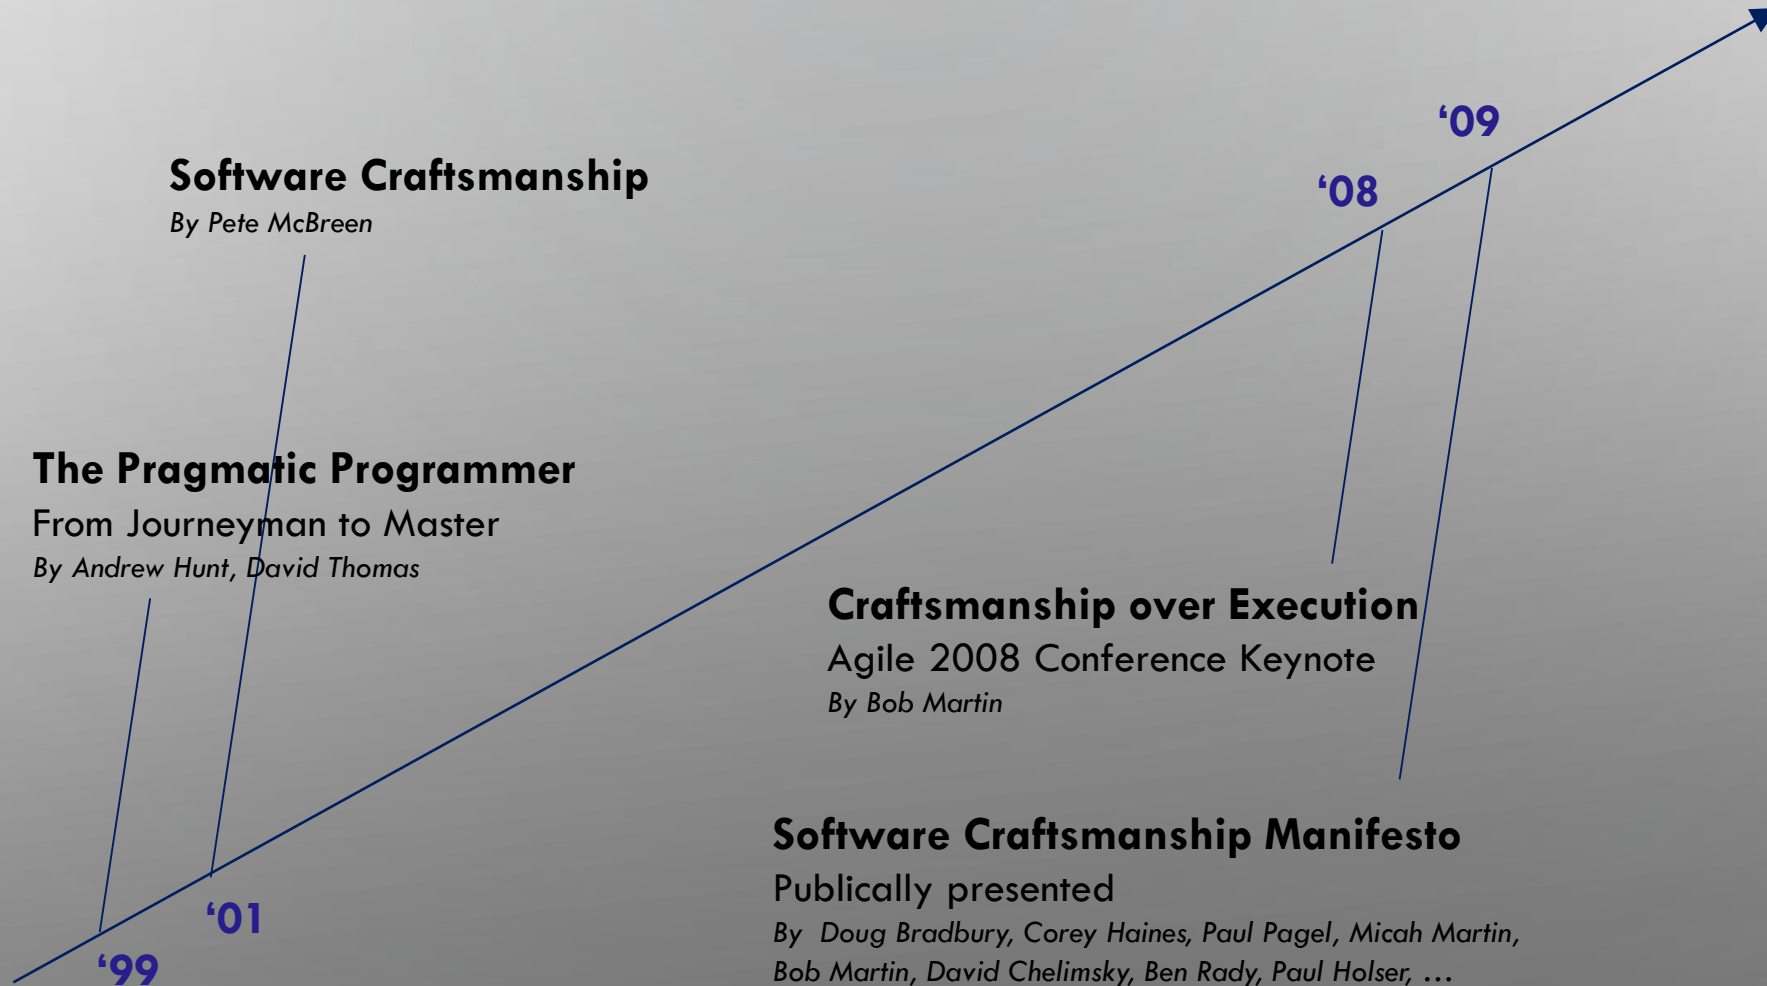 ‘09
‘08
Software Craftsmanship
By Pete McBreen
The Pragmatic Programmer
From Journeyman to Master
By Andrew Hunt, David Thomas
Craftsmanship over Execution
Agile 2008 Conference Keynote
By Bob Martin
Software Craftsmanship Manifesto
Publically presented
By  Doug Bradbury, Corey Haines, Paul Pagel, Micah Martin,
Bob Martin, David Chelimsky, Ben Rady, Paul Holser, …
‘01
‘99